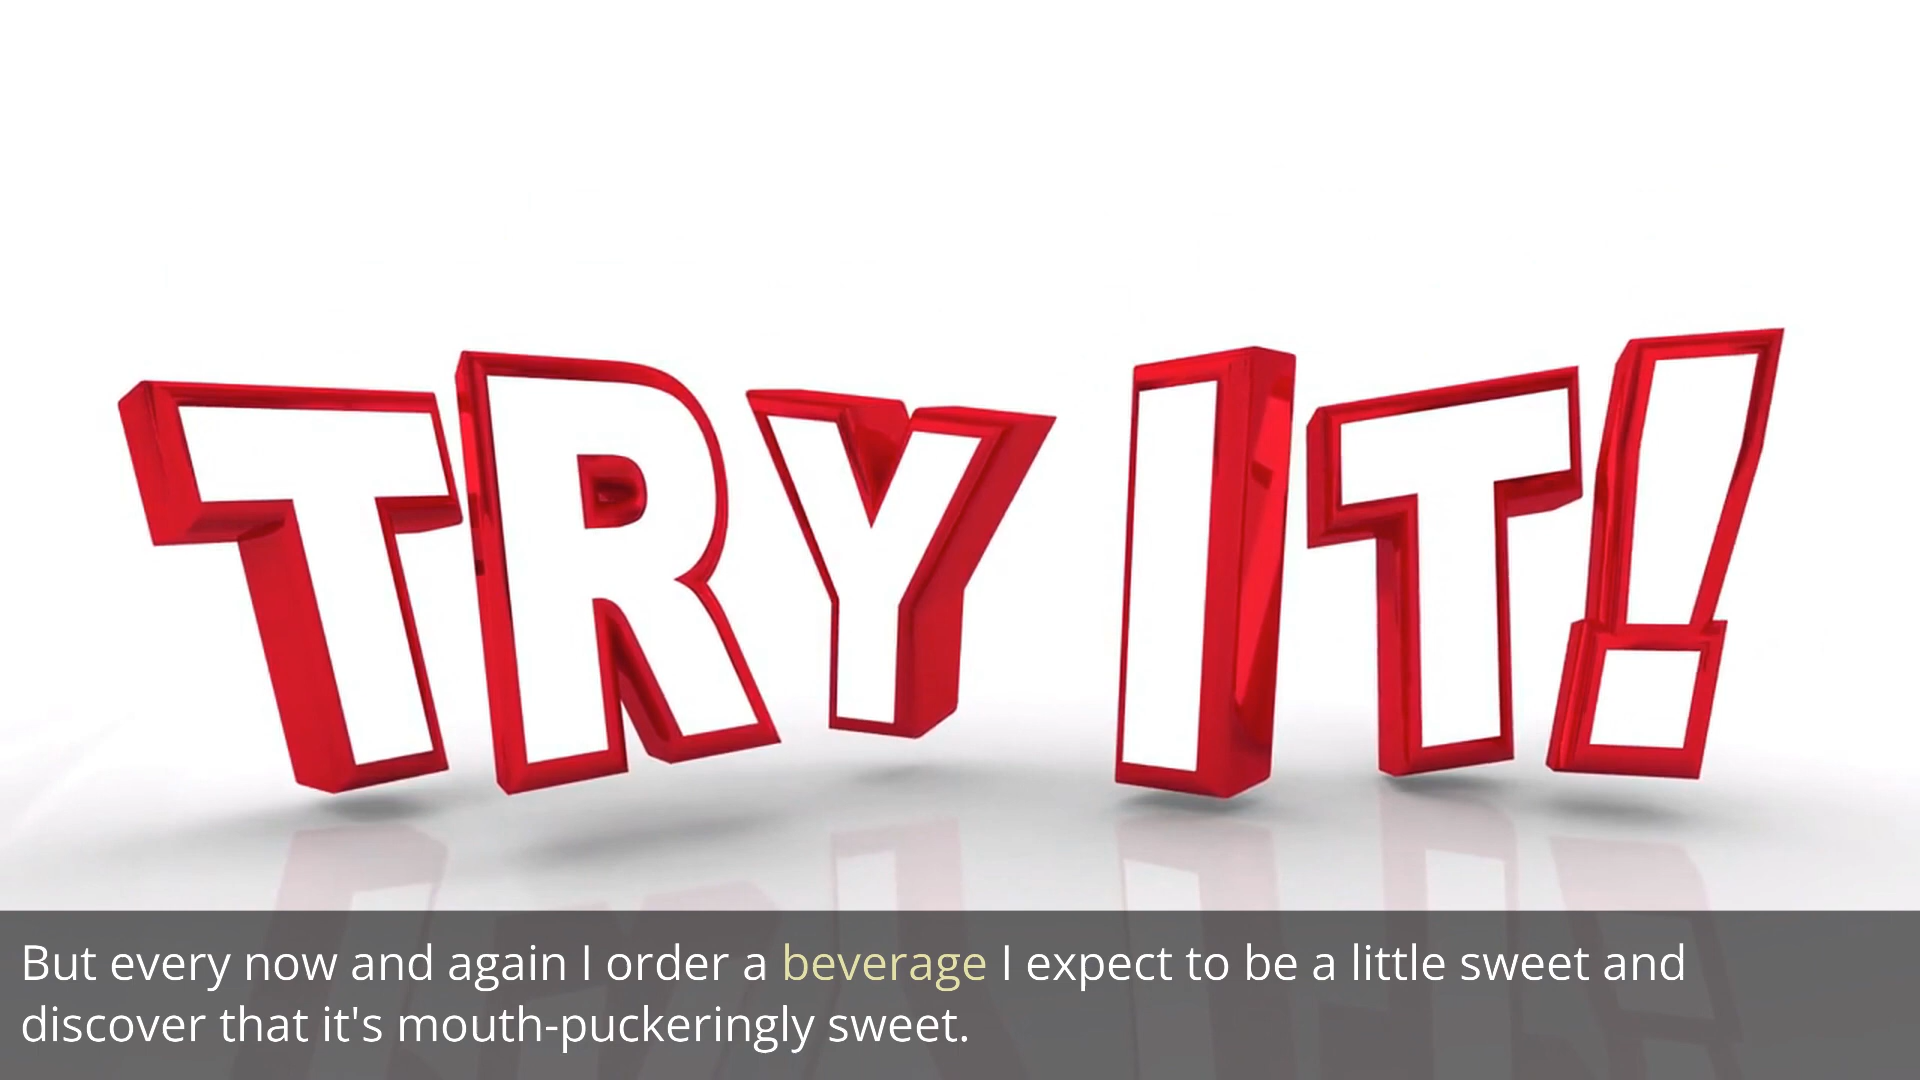 TRY IT!
But every now and again I order a beverage I expect to be a little sweet and
discover that it's mouth-puckeringly sweet.